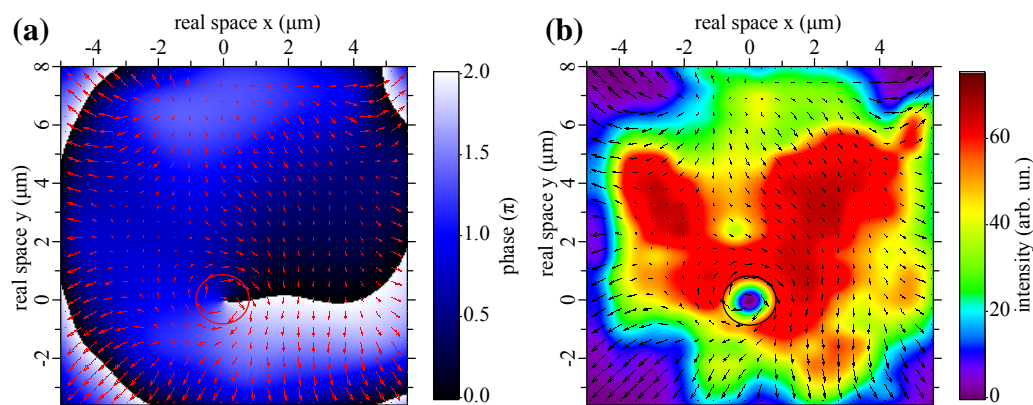 (a)
real space x (μm)
-4 -2 0 2 4
real space y (μm)
8
6
4
2
0
-2
2.0
1.5
1.0
0.5
0.0
phase (π)
(b)
real space x (μm)
-4 -2 0 2 4
real space y (μm)
8
6
4
2
0
-2
60
40
20
0
intensity (arb. un.)